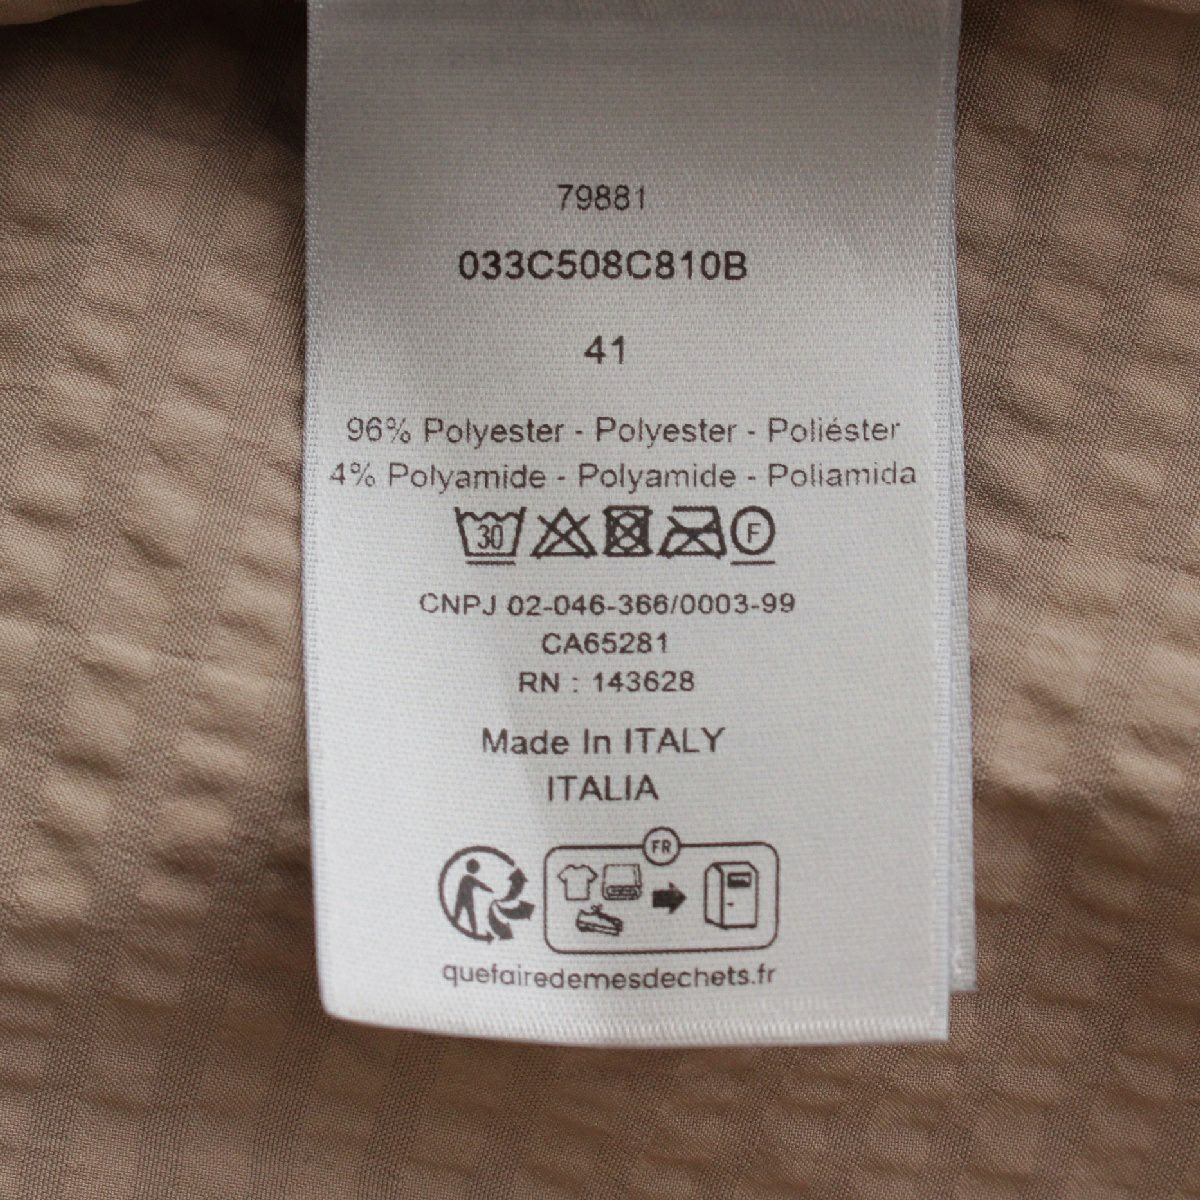 79881
033C508C810B
41
96% Polyester - Polyester - Poliéster
4% Polyamide - Polyamide - Poliamida
30 F
CNPJ 02-046-366/0003-99
CA65281
RN : 143628
Made In ITALY
ITALIA
FR
quefairedemesdechets.fr